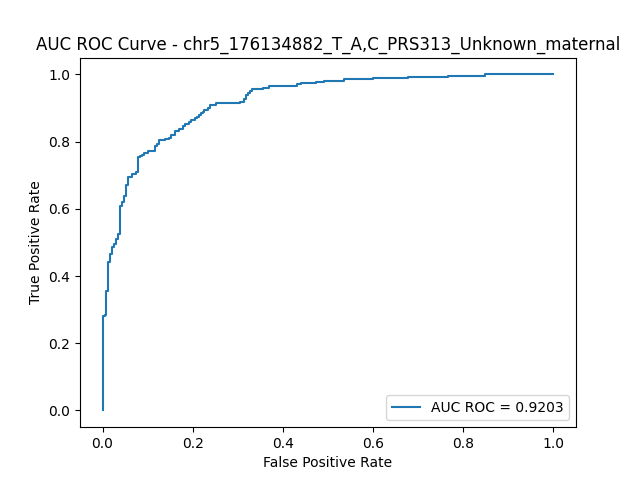 AUC ROC Curve - chr5_176134882_T_A,C_PRS313_Unknown_maternal
1.0
0.8
0.6
0.4
0.2
0.0
True Positive Rate
AUC ROC = 0.9203
0.0 0.2 0.4 0.6 0.8 1.0
False Positive Rate